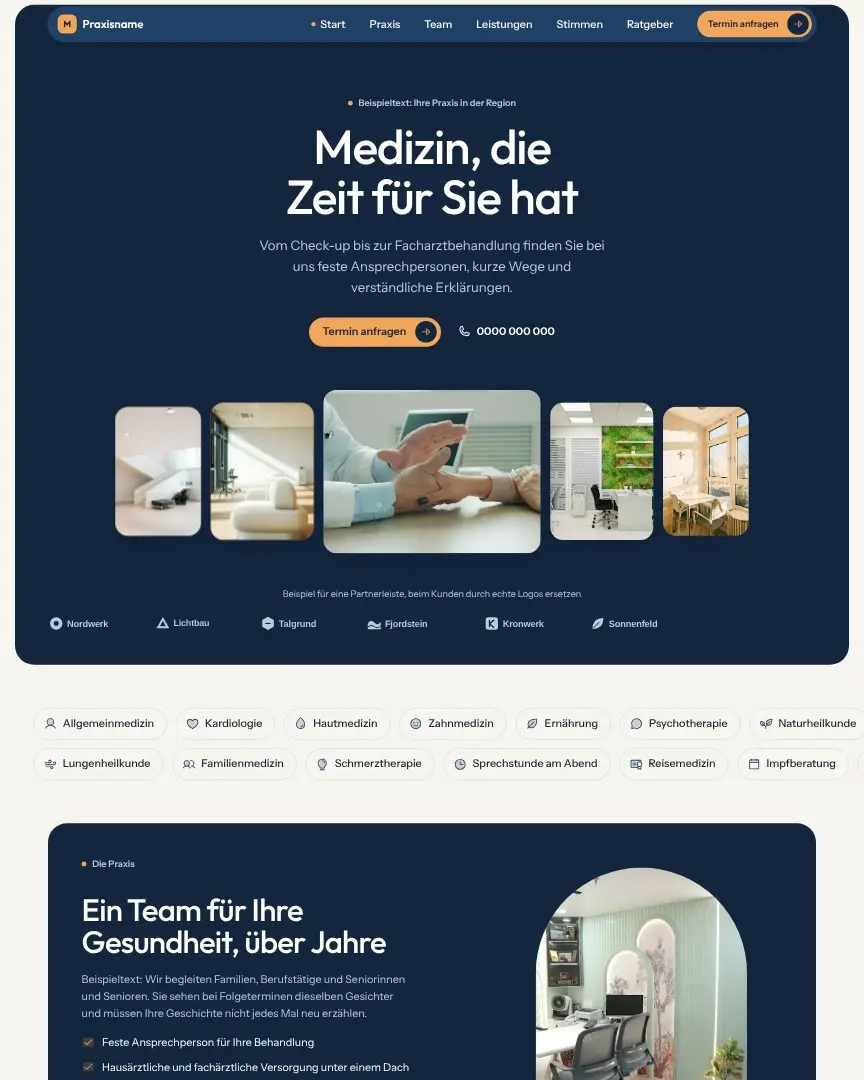 M Praxisname
Start Praxis Team Leistungen Stimmen Ratgeber Termin anfragen
Beispieltext: Ihre Praxis in der Region
Medizin, die
Zeit für Sie hat
Vom Check-up bis zur Facharztbehandlung finden Sie bei
uns feste Ansprechpersonen, kurze Wege und
verständliche Erklärungen.
Termin anfragen 0000 000 000
Beispiel für eine Partnerleiste, beim Kunden durch echte Logos ersetzen
Nordwerk Lichtbau Talgrund Fjordstein K Kronwerk Sonnenfeld
Allgemeinmedizin Kardiologie Hautmedizin Zahnmedizin Ernährung Psychotherapie Naturheilkunde
Lungenheilkunde Familienmedizin Schmerztherapie Sprechstunde am Abend Reisemedizin Impfberatung
Die Praxis
Ein Team für Ihre
Gesundheit, über Jahre
Beispieltext: Wir begleiten Familien, Berufstätige und Seniorinnen
und Senioren. Sie sehen bei Folgeterminen dieselben Gesichter
und müssen Ihre Geschichte nicht jedes Mal neu erzählen.
Feste Ansprechperson für Ihre Behandlung
Hausärztliche und fachärztliche Versorgung unter einem Dach